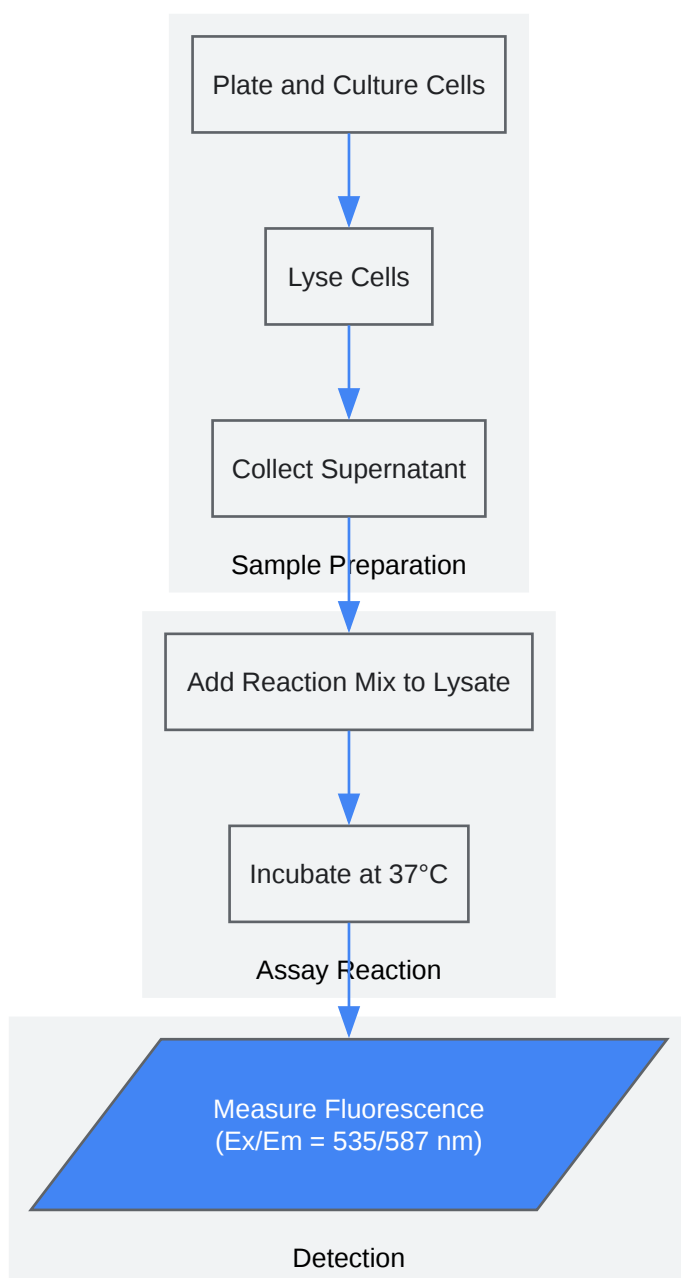 Plate and Culture Cells
Lyse Cells
Collect Supernatant
Sample Preparation
Add Reaction Mix to Lysate
Incubate at 37°C
Assay Reaction
Measure Fluorescence
(Ex/Em = 535/587 nm)
Detection